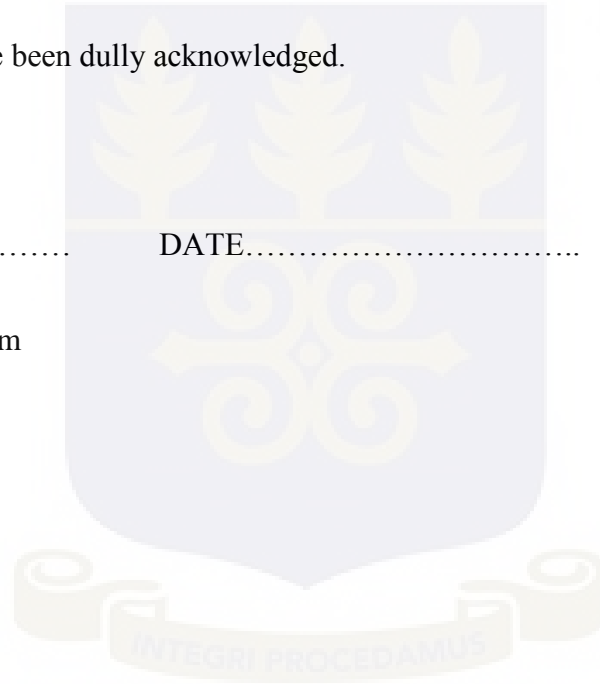 been dully acknowledged.
DATE…………………………..
INTEGRI PROCEDAMUS